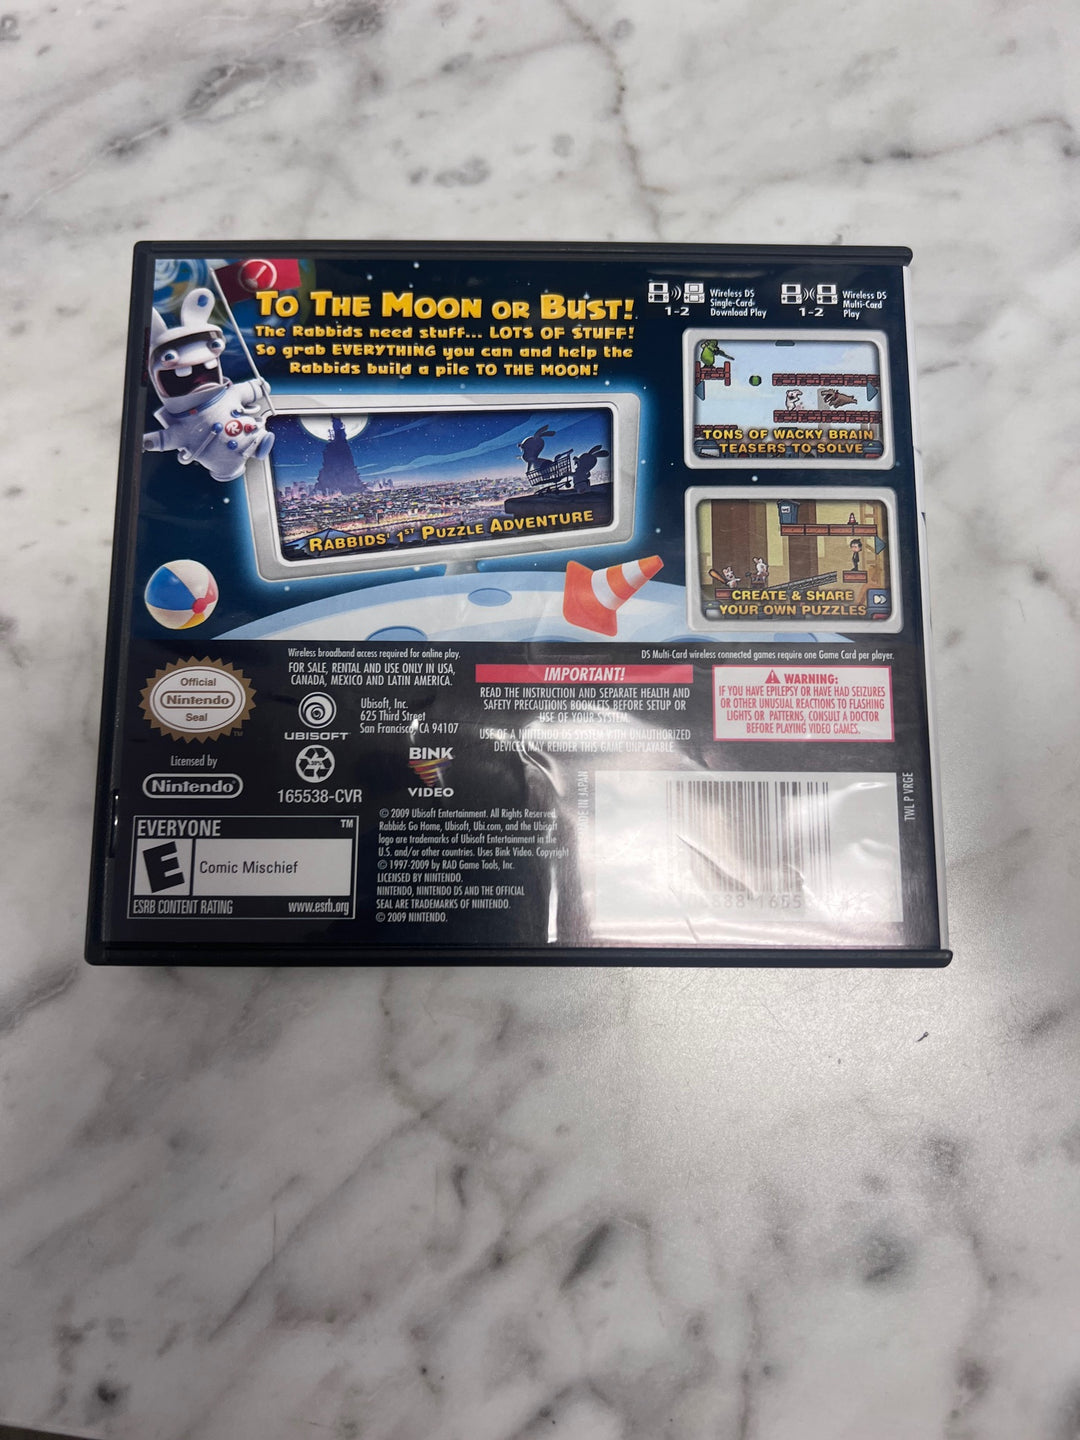 TO THE MOON OR BUST!
The Rabbids need stuff... LOTS OF STUFF!
So grab EVERYTHING you can and help the
Rabbids build a pile TO THE MOON!
RABBIDS' 1ST PUZZLE ADVENTURE
Wireless DS
Single-Card
Download Play
1-2
Wireless DS
Multi-Card
Play
1-2
TONS OF WACKY BRAIN
TEASERS TO SOLVE
CREATE & SHARE
YOUR OWN PUZZLES
Wireless broadband access required for online play.
DS Multi-Card wireless connected games require one Game Card per player.
FOR SALE, RENTAL AND USE ONLY IN USA,
CANADA, MEXICO AND LATIN AMERICA.
Official
Nintendo
Seal
TM
Licensed by
Nintendo®
UBISOFT
Ubisoft, Inc.
625 Third Street
San Francisco, CA 94107
165538-CVR
BINK
VIDEO
IMPORTANT!
READ THE INSTRUCTION AND SEPARATE HEALTH AND
SAFETY PRECAUTIONS BOOKLETS BEFORE SETUP OR
USE OF YOUR SYSTEM.
USE OF A NINTENDO DS SYSTEM WITH UNAUTHORIZED
DEVICES MAY RENDER THIS GAME UNPLAYABLE.
WARNING:
IF YOU HAVE EPILEPSY OR HAVE HAD SEIZURES
OR OTHER UNUSUAL REACTIONS TO FLASHING
LIGHTS OR PATTERNS, CONSULT A DOCTOR
BEFORE PLAYING VIDEO GAMES.
EVERYONE
TM
E
Comic Mischief
ESRB CONTENT RATING
www.esrb.org
© 2009 Ubisoft Entertainment. All Rights Reserved.
Rabbids Go Home, Ubisoft, Ubi.com, and the Ubisoft
logo are trademarks of Ubisoft Entertainment in the
U.S. and/or other countries. Uses Bink Video. Copyright
© 1997-2009 by RAD Game Tools, Inc.
LICENSED BY NINTENDO.
NINTENDO, NINTENDO DS AND THE OFFICIAL
SEAL ARE TRADEMARKS OF NINTENDO.
© 2009 NINTENDO.
MADE IN JAPAN
TWL P VRGE